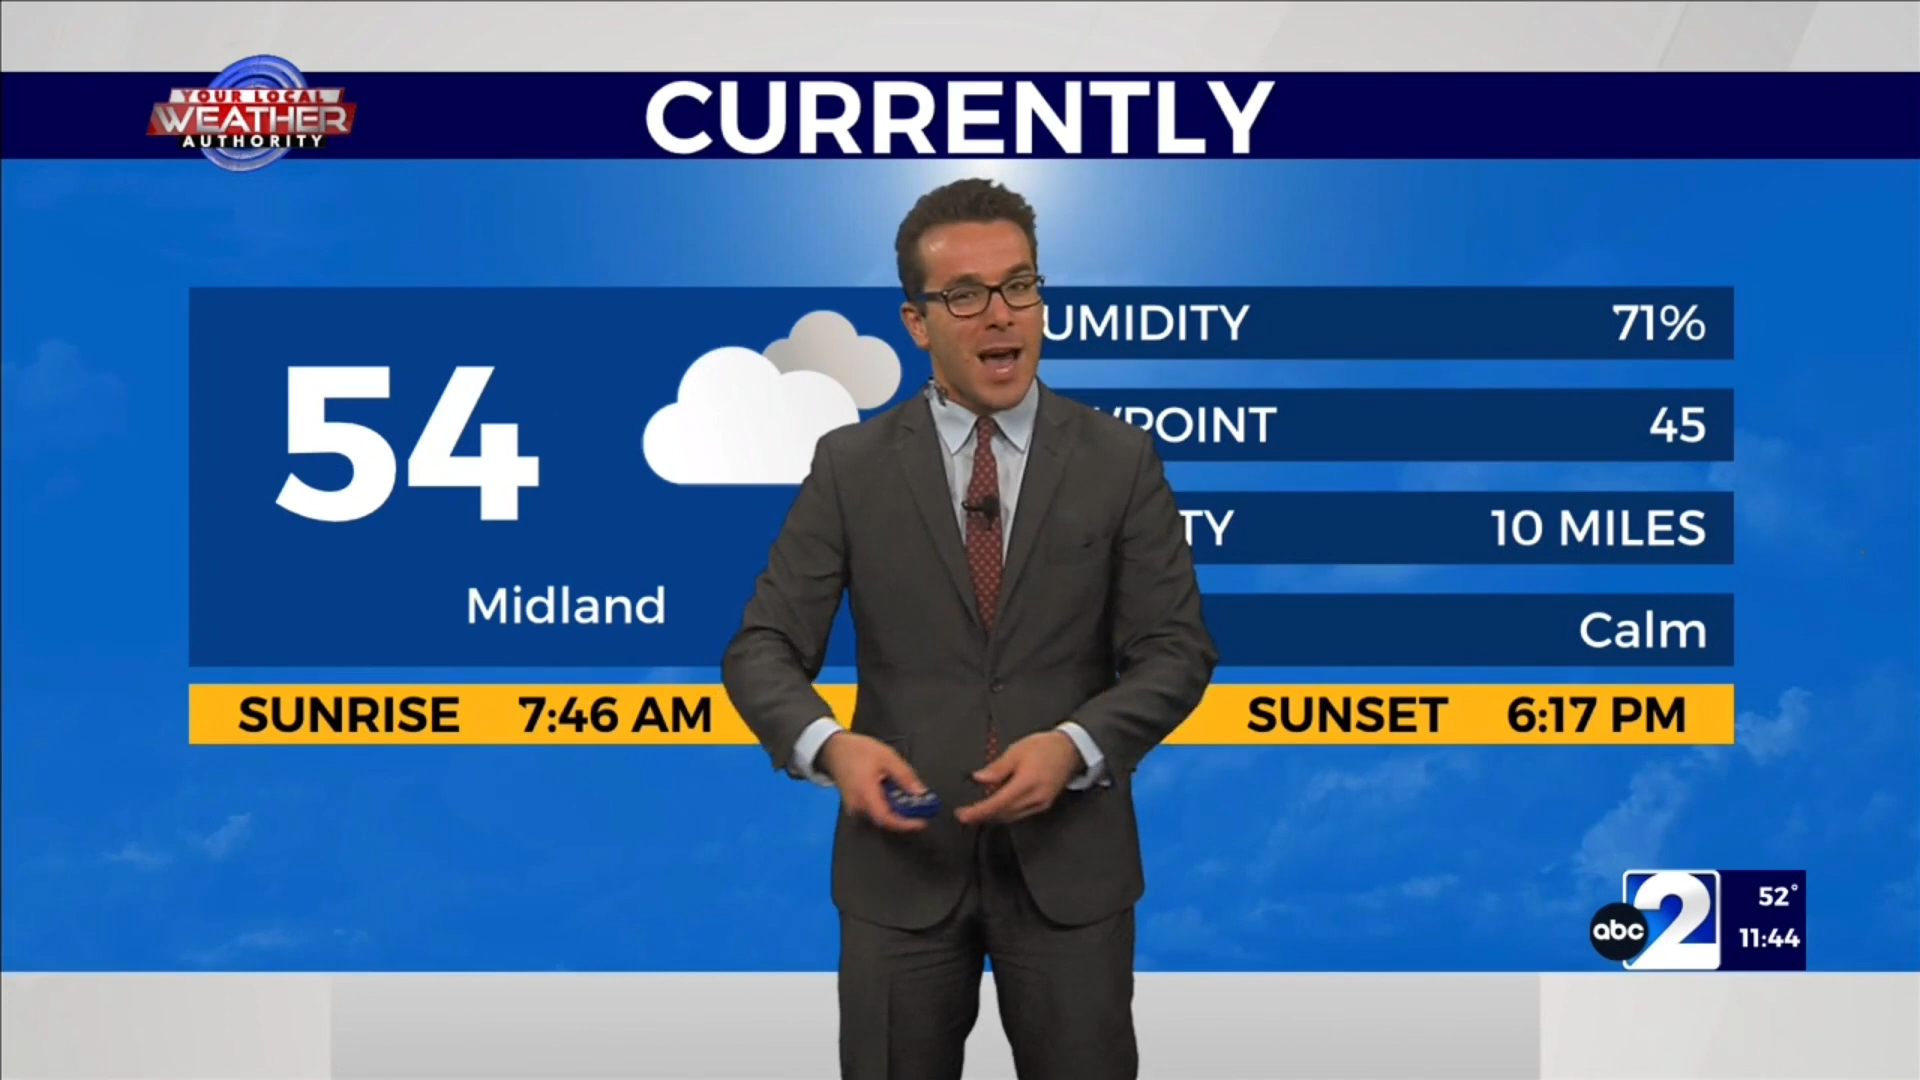 YOUR LOCAL
WEATHER
AUTHORITY
CURRENTLY
54
Midland
UMIDITY 71%
POINT 45
TY 10 MILES
Calm
SUNRISE 7:46 AM
SUNSET 6:17 PM
abc 2
52°
11:44